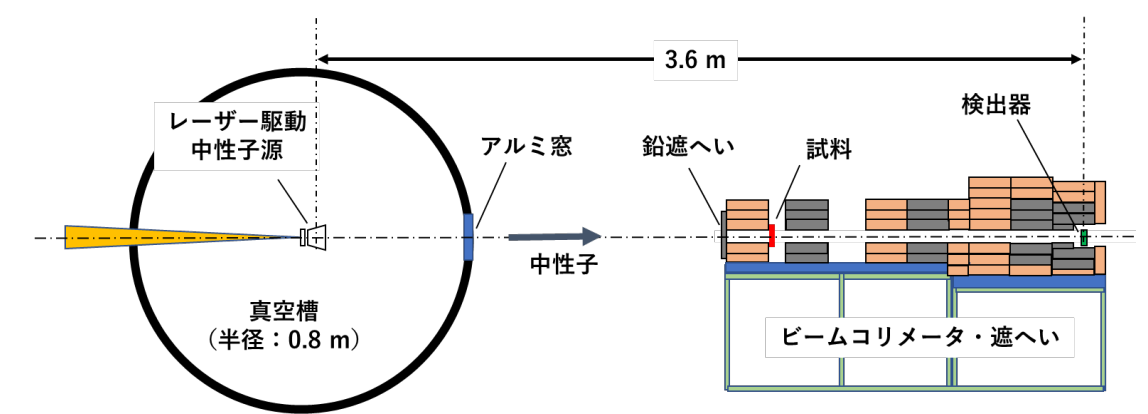 3.6 m
検出器
レーザー駆動
中性子源
アルミ窓
鉛遮へい
試料
中性子
真空槽
（半径：0.8 m）
ビームコリメータ・遮へい